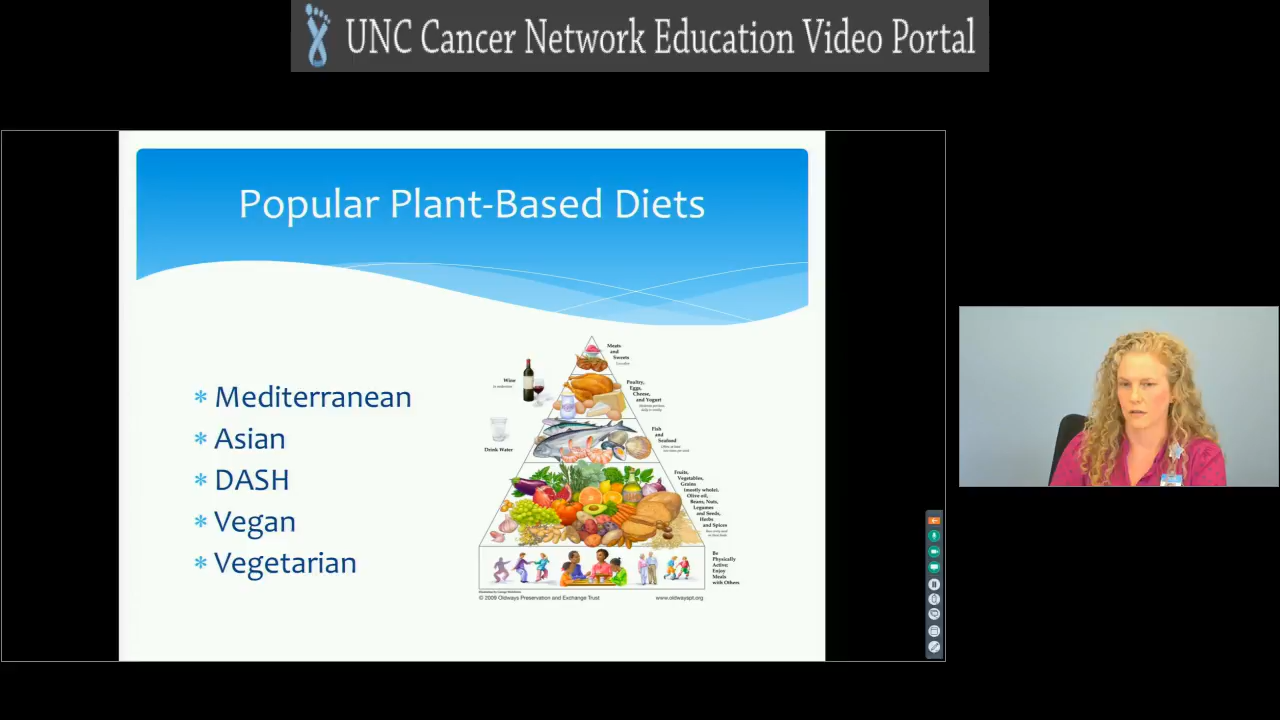 UNC Cancer Network Education Video Portal
Popular Plant-Based Diets
* Mediterranean
* Asian
* DASH
* Vegan
* Vegetarian
Meats
and
Sweets
Wine
Poultry,
Eggs,
Cheese,
and Yogurt
Fish
and
Seafood
Drink Water
Fruits,
Vegetables,
Grains
(mostly whole),
Olive oil,
Beans, Nuts,
Legumes
and Seeds,
Herbs
and Spices
Be
Physically
Active;
Enjoy
Meals
with Others
© 2009 Oldways Preservation and Exchange Trust
www.oldwayspt.org